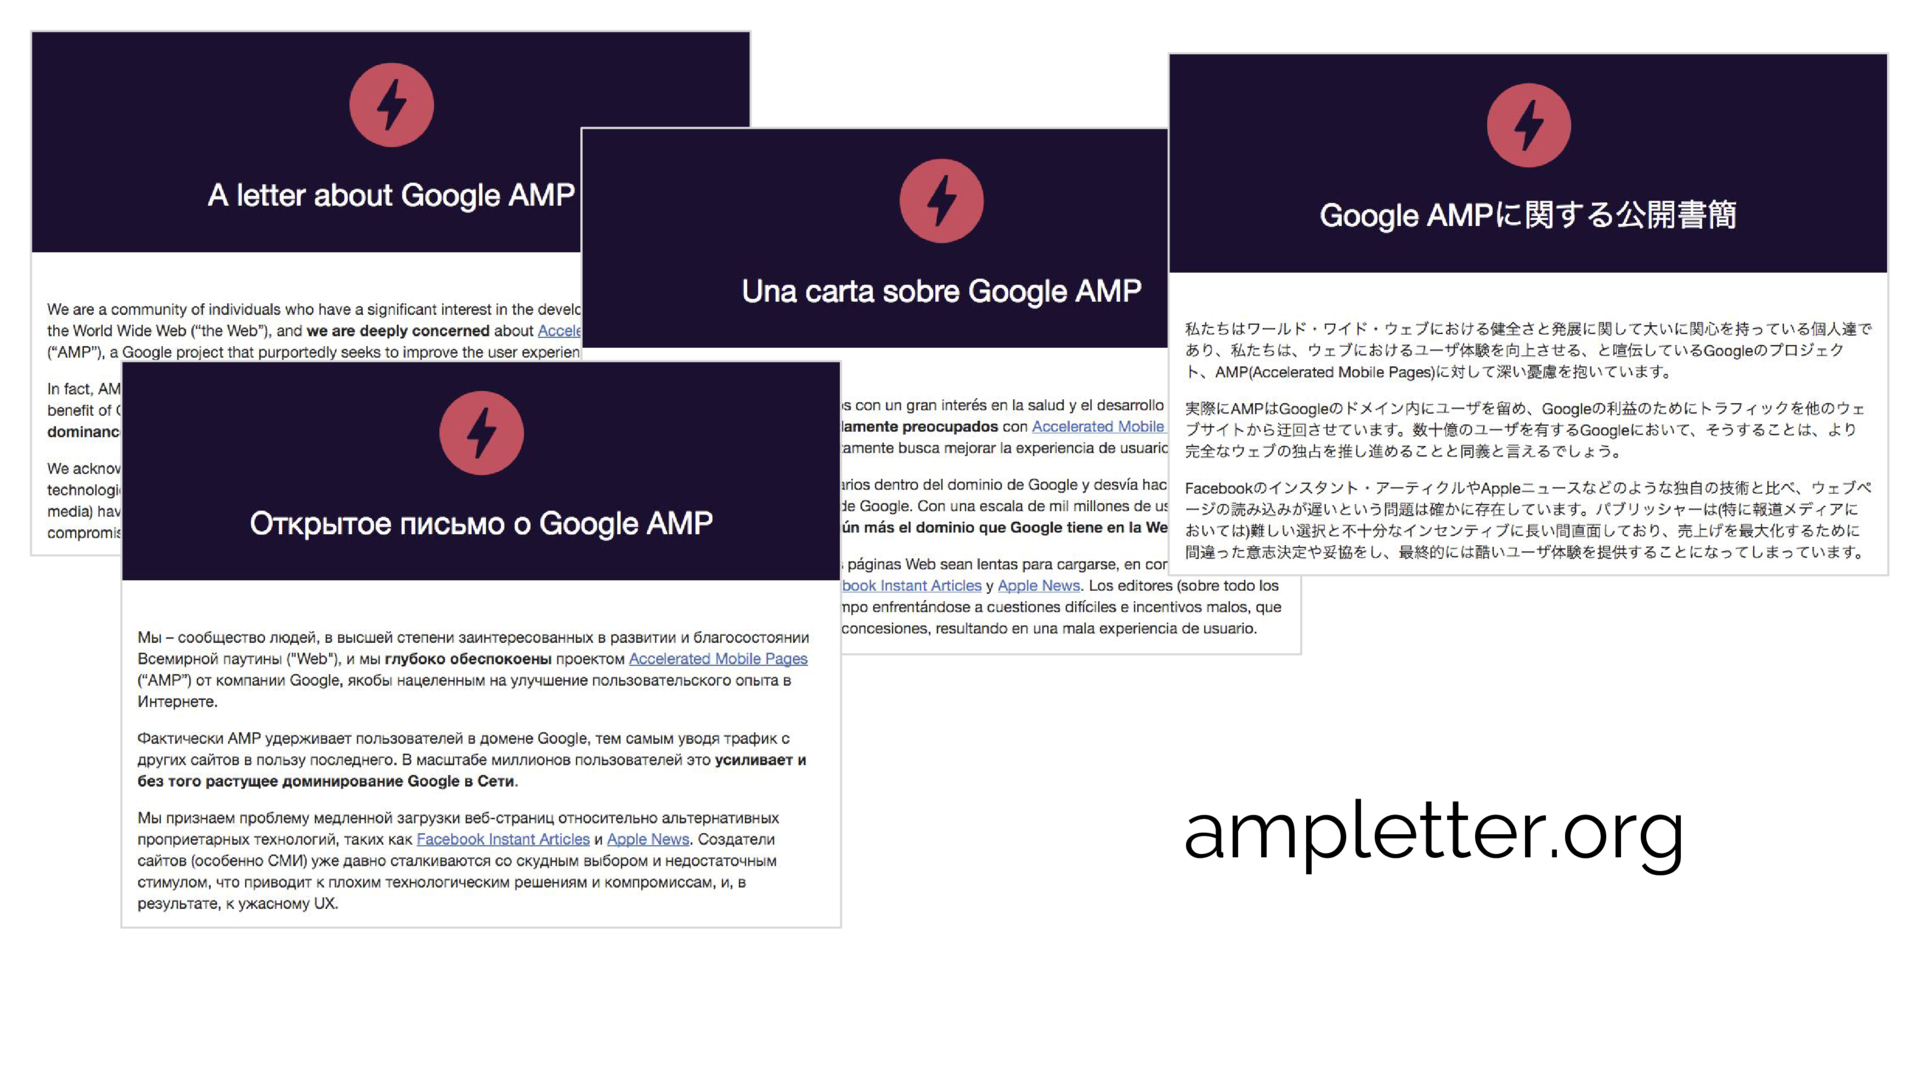 A letter about Google AMP
We are a community of individuals who have a significant interest in the
the World Wide Web (“the Web”), and we are deeply concerned about
(“AMP”), a Google project that purportedly seeks to improve the user
In fact,
benefit of
We
Una carta sobre Google AMP
con un gran interés en la salud y el desarrollo
preocupados con Accelerated Mobile
busca mejorar la experiencia de usuario
dentro del dominio de Google y desvía
de Google. Con una escala de mil millones de
más el dominio que Google tiene en la
páginas Web sean lentas para cargarse, en
Instant Articles y Apple News. Los editores (sobre todo los
enfrentándose a cuestiones difíciles e incentivos malos, que
concesiones, resultando en una mala experiencia de usuario.
Google AMPに関する公開書簡
私たちはワールド・ワイド・ウェブにおける健全さと発展に関して大いに関心を持っている個人達で
あり、私たちは、ウェブにおけるユーザ体験を向上させる、と喧伝しているGoogleのプロジェク
ト、AMP(Accelerated Mobile Pages)に対して深い憂慮を抱いています。
実際にAMPはGoogleのドメイン内にユーザを留め、Googleの利益のためにトラフィックを他のウェ
ブサイトから迂回させています。数十億のユーザを有するGoogleにおいて、そうすることは、より
完全なウェブの独占を推し進めることと同義と言えるでしょう。
FacebookのインスタントアーティクルやAppleニュースなどのような独自の技術と比べ、ウェブペ
ージの読み込みが遅いという問題は確かに存在しています。パブリッシャーは(特に報道メディアに
おいては)難しい選択と不十分なインセンティブに長い間直面しており、売上げを最大化するために
間違った意志決定や妥協をし、最終的には酷いユーザ体験を提供することになってしまっています。
Открытое письмо о Google AMP
Мы – сообщество людей, в высшей степени заинтересованных в развитии и благосостоянии
Всемирной паутины ("Web"), и мы глубоко обеспокоены проектом Accelerated Mobile Pages
(“AMP”) от компании Google, якобы нацеленным на улучшение пользовательского опыта в
Интернете.
Фактически AMP удерживает пользователей в домене Google, тем самым уводя трафик с
других сайтов в пользу последнего. В масштабе миллионов пользователей это усиливает и
без того растущее доминирование Google в Сети.
Мы признаем проблему медленной загрузки веб-страниц относительно альтернативных
проприетарных технологий, таких как Facebook Instant Articles и Apple News. Создатели
сайтов (особенно СМИ) уже давно сталкиваются со скудным выбором и недостаточным
стимулом, что приводит к плохим технологическим решениям и компромиссам, и, в
результате, к ужасному UX.
ampletter.org